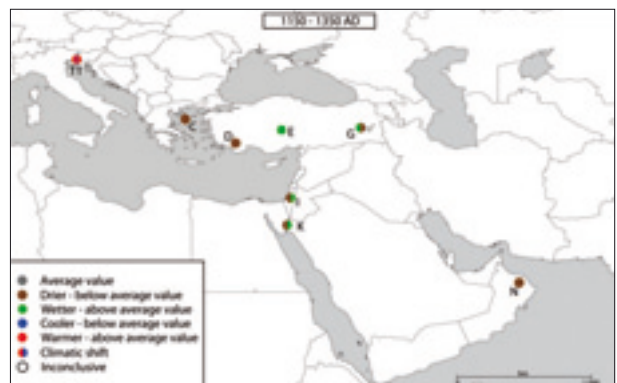 1150 - 1350 AD
T1
C
D
E
G
K
N
Average value
Drier - below average value
Wetter - above average value
Cooler - below average value
Warmer - above average value
Climatic shift
Inconclusive